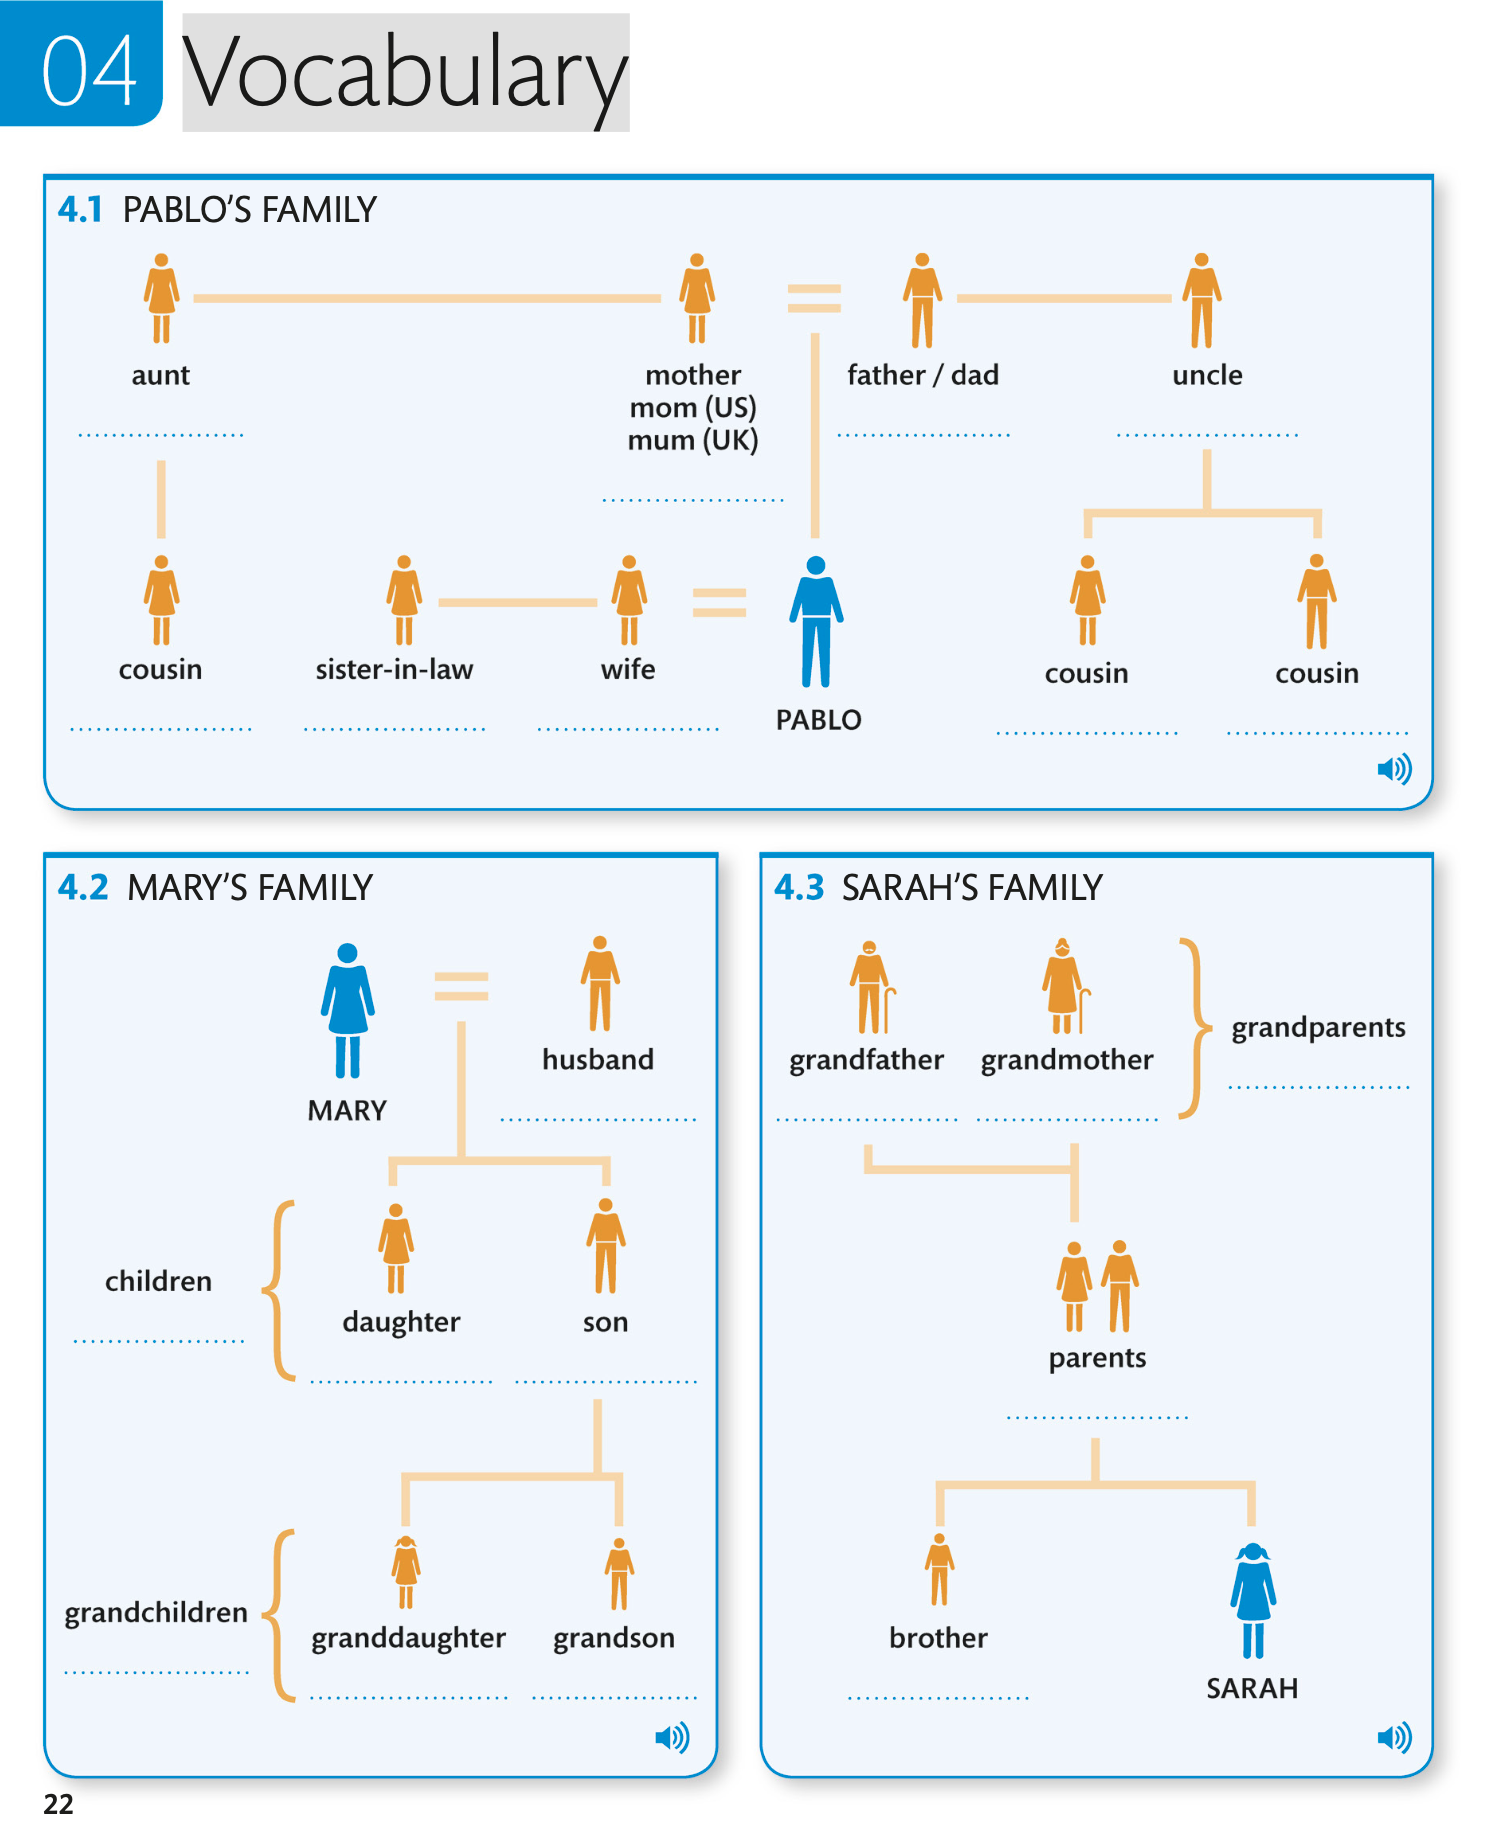 04 Vocabulary
4.1 PABLO’S FAMILY
aunt
mother
mom (US)
mum (UK)
father / dad
uncle
cousin
sister-in-law
wife
PABLO
cousin
cousin
4.2 MARY’S FAMILY
MARY
husband
children
daughter
son
grandchildren
granddaughter
grandson
4.3 SARAH’S FAMILY
grandfather
grandmother
grandparents
parents
brother
SARAH
22